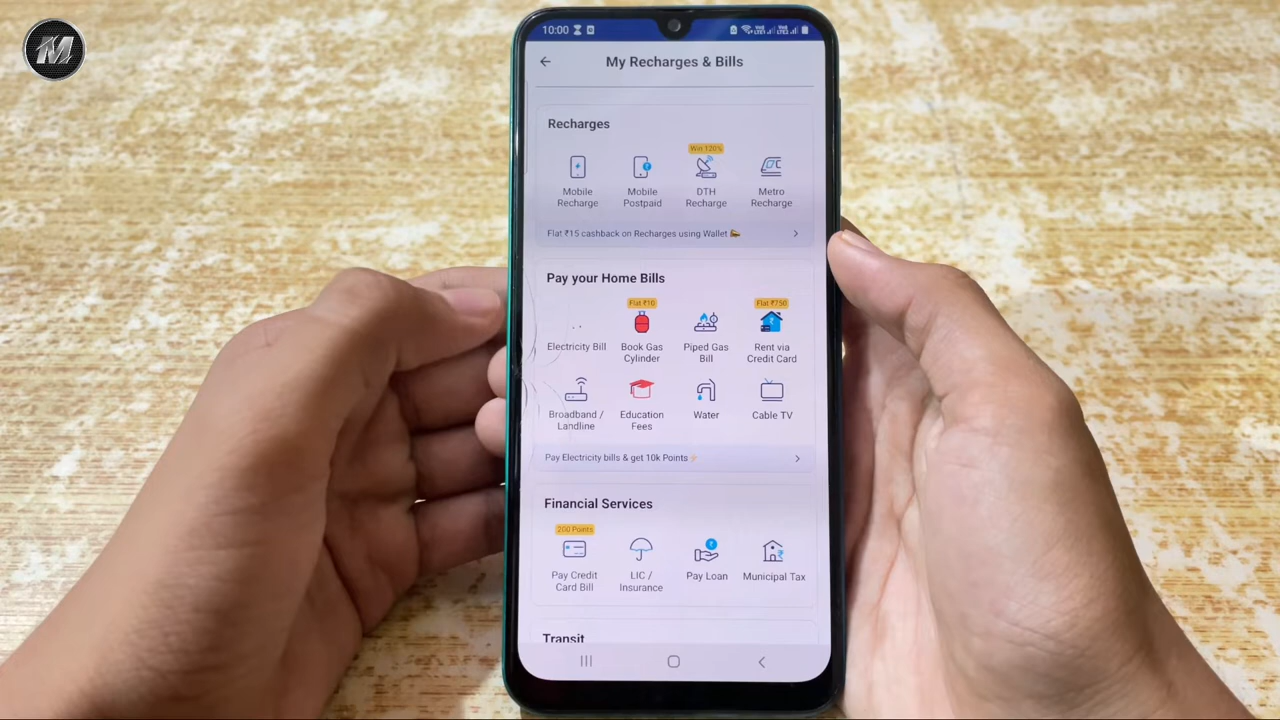 M
10:00
My Recharges & Bills
Recharges
Win 120%
Mobile Recharge
Mobile Postpaid
DTH Recharge
Metro Recharge
Flat ₹15 cashback on Recharges using Wallet
Pay your Home Bills
Flat ₹10
Flat ₹750
Electricity Bill
Book Gas Cylinder
Piped Gas Bill
Rent via Credit Card
Broadband / Landline
Education Fees
Water
Cable TV
Pay Electricity bills & get 10k Points
Financial Services
200 Points
Pay Credit Card Bill
LIC / Insurance
Pay Loan
Municipal Tax
Transit